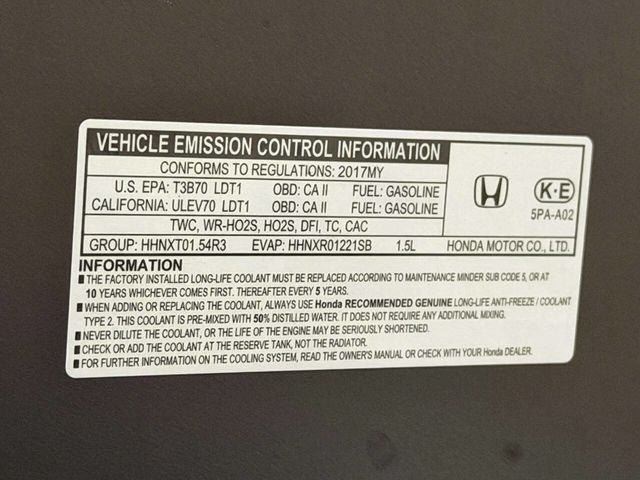 VEHICLE EMISSION CONTROL INFORMATION
CONFORMS TO REGULATIONS: 2017MY
U.S. EPA: T3B70 LDT1 OBD: CA II FUEL: GASOLINE
CALIFORNIA: ULEV70 LDT1 OBD: CA II FUEL: GASOLINE
TWC, WR-HO2S, HO2S, DFI, TC, CAC
GROUP: HHNXT01.54R3 EVAP: HHNXR01221SB 1.5L
K-E
5PA-A02
HONDA MOTOR CO., LTD.
INFORMATION
■ THE FACTORY INSTALLED LONG-LIFE COOLANT MUST BE REPLACED ACCORDING TO MAINTENANCE MINDER SUB CODE 5, OR AT
10 YEARS WHICHEVER COMES FIRST. THEREAFTER EVERY 5 YEARS.
■ WHEN ADDING OR REPLACING THE COOLANT, ALWAYS USE Honda RECOMMENDED GENUINE LONG-LIFE ANTI-FREEZE / COOLANT
TYPE 2. THIS COOLANT IS PRE-MIXED WITH 50% DISTILLED WATER. IT DOES NOT REQUIRE ANY ADDITIONAL MIXING.
■ NEVER DILUTE THE COOLANT, OR THE LIFE OF THE ENGINE MAY BE SERIOUSLY SHORTENED.
■ CHECK OR ADD THE COOLANT AT THE RESERVE TANK, NOT THE RADIATOR.
■ FOR FURTHER INFORMATION ON THE COOLING SYSTEM, READ THE OWNER'S MANUAL OR CHECK WITH YOUR Honda DEALER.